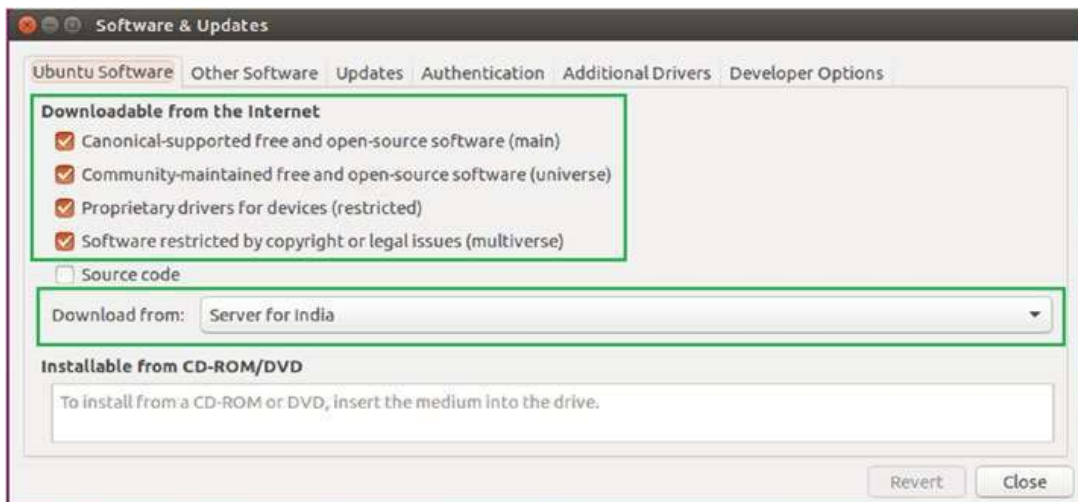 Software & Updates
Ubuntu Software Other Software Updates Authentication Additional Drivers Developer Options
Downloadable from the Internet
Canonical-supported free and open-source software (main)
Community-maintained free and open-source software (universe)
Proprietary drivers for devices (restricted)
Software restricted by copyright or legal issues (multiverse)
Source code
Download from: Server for India
Installable from CD-ROM/DVD
To install from a CD-ROM or DVD, insert the medium into the drive.
Revert Close